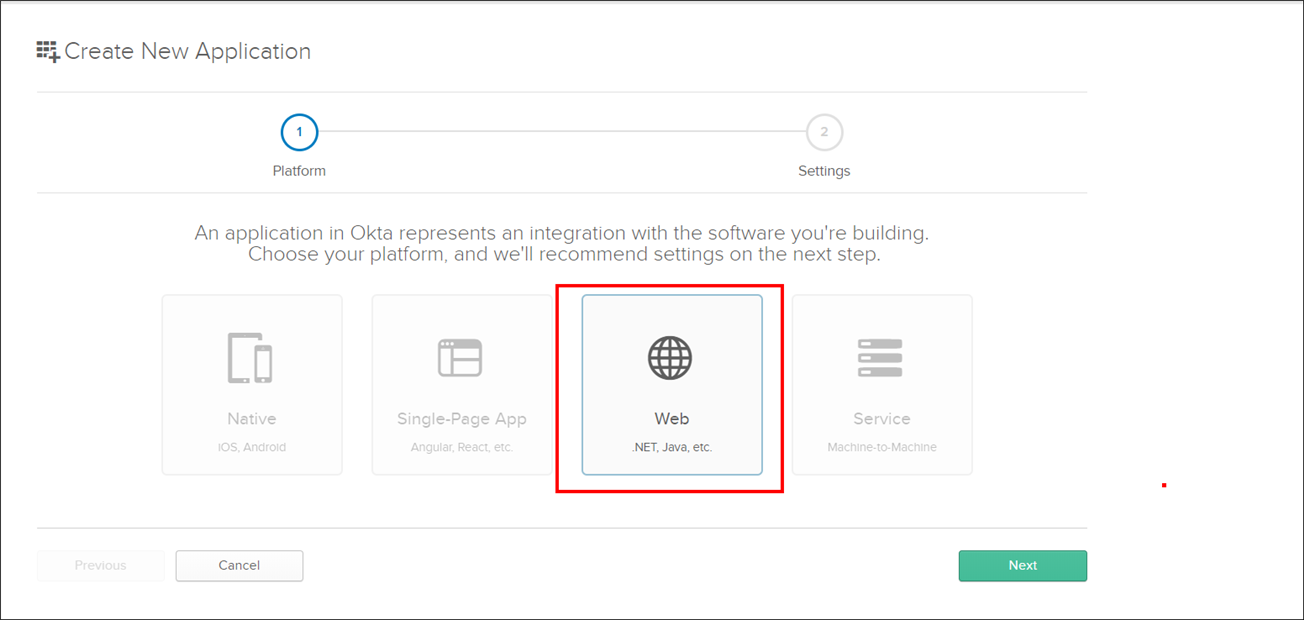 Create New Application
1
2
Platform
Settings
An application in Okta represents an integration with the software you're building.
Choose your platform, and we'll recommend settings on the next step.
Native
iOS, Android
Single-Page App
Angular, React, etc.
Web
.NET, Java, etc.
Service
Machine-to-Machine
Previous
Cancel
Next